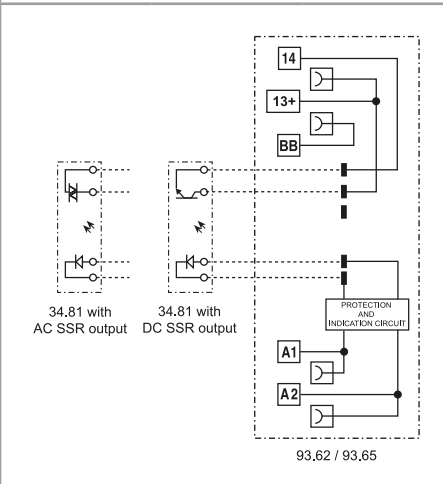 14
13+
BB
34.81 with
AC SSR output
34.81 with
DC SSR output
PROTECTION
AND
INDICATION CIRCUIT
A1
A2
93.62 / 93.65